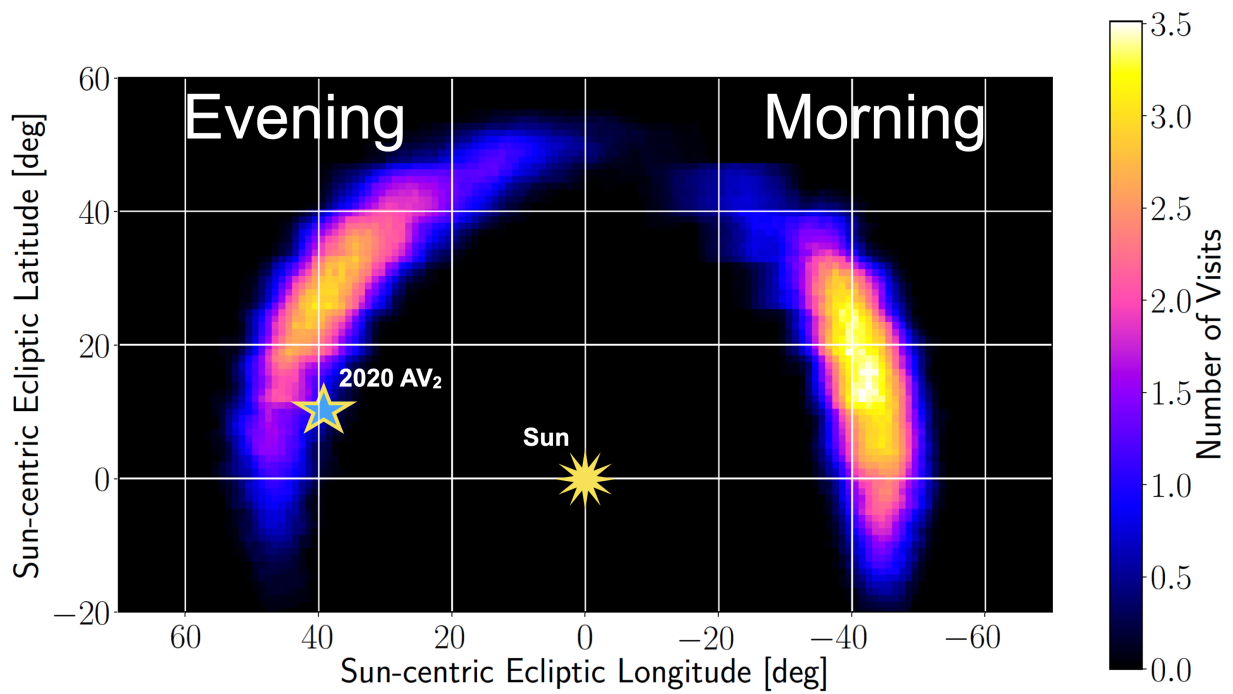 Evening
Morning
2020 AV₂
Sun
60
40
20
0
−20
Sun-centric Ecliptic Latitude [deg]
60
40
20
0
−20
−40
−60
Sun-centric Ecliptic Longitude [deg]
3.5
3.0
2.5
2.0
1.5
1.0
0.5
0.0
Number of Visits